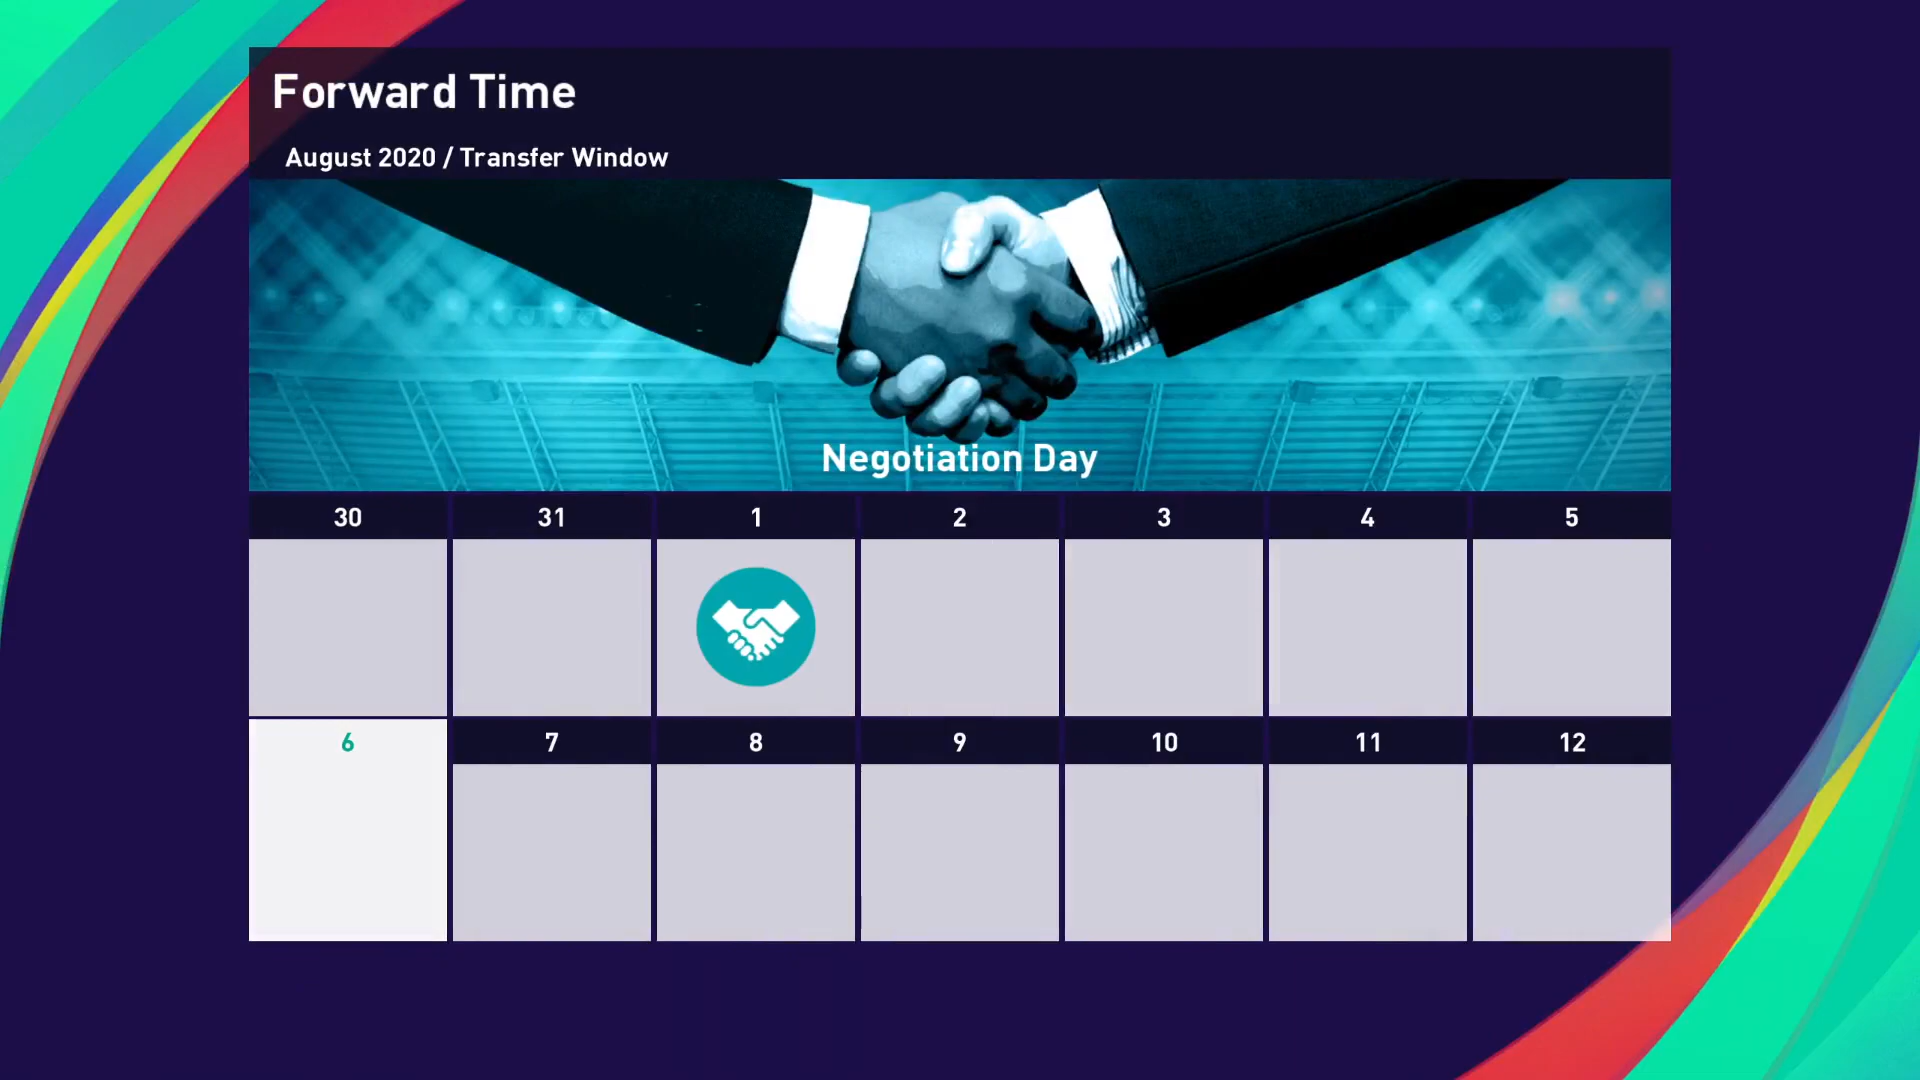 Forward Time
August 2020 / Transfer Window
Negotiation Day
30 31 1 2 3 4 5
6 7 8 9 10 11 12